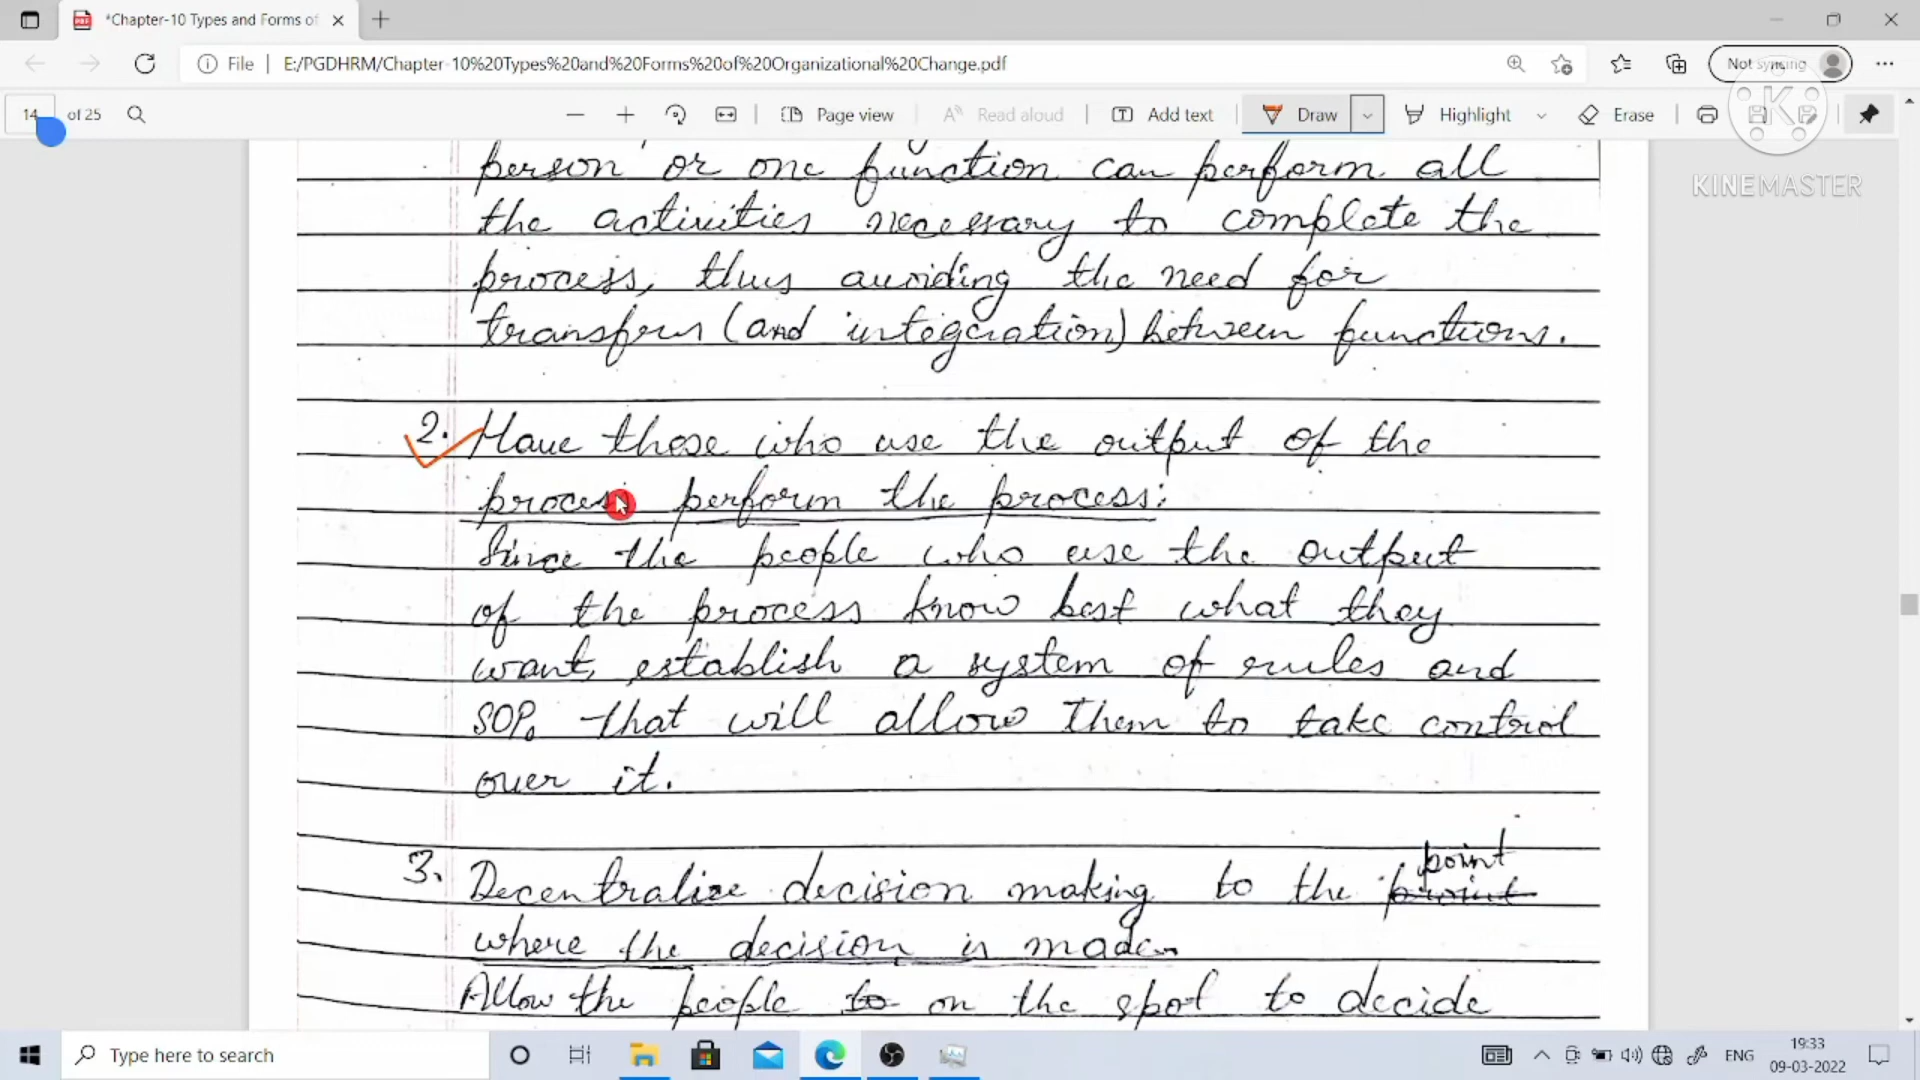 *Chapter-10 Types and Forms of
File E:/PGDHRM/Chapter-10%20Types%20and%20Forms%20of%20Organizational%20Change.pdf
Not syncing
14 of 25
Page view
Read aloud
Add text
Draw
Highlight
Erase
KINEMASTER
person or one function can perform all
the activities necessary to complete the
process, thus avoiding the need for
transfers (and integration) between functions.
2. Have those who use the output of the
process perform the process:
Since the people who use the output
of the process know best what they
want, establish a system of rules and
SOPs that will allow them to take control
over it.
point
3. Decentralize decision making to the point
where the decision is made.
Allow the people to on the spot to decide
Type here to search
ENG
19:33
09-03-2022